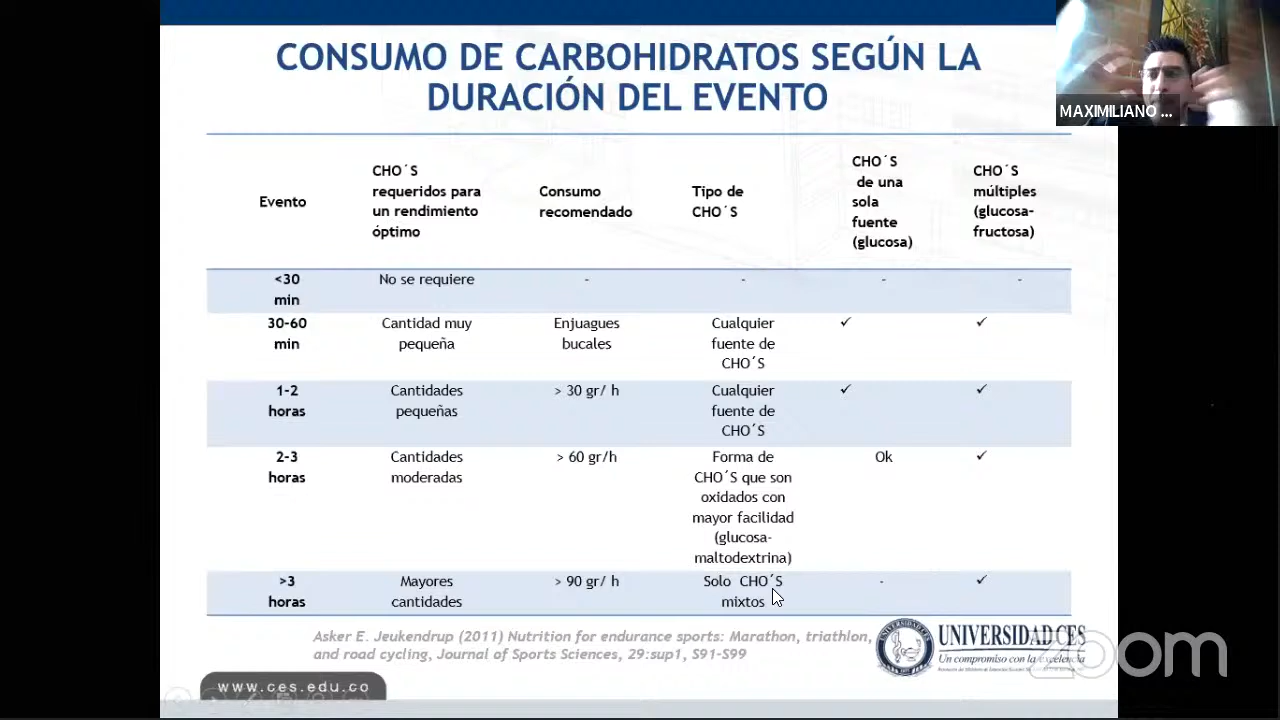 CONSUMO DE CARBOHIDRATOS SEGÚN LA
DURACIÓN DEL EVENTO
MAXIMILIANO ...
Evento
CHO´S
requeridos para
un rendimiento
óptimo
Consumo
recomendado
Tipo de
CHO´S
CHO´S
de una
sola
fuente
(glucosa)
CHO´S
múltiples
(glucosa-
fructosa)
<30
min
No se requiere
-
-
-
-
30-60
min
Cantidad muy
pequeña
Enjuagues
bucales
Cualquier
fuente de
CHO´S
✓
✓
1-2
horas
Cantidades
pequeñas
> 30 gr/ h
Cualquier
fuente de
CHO´S
✓
✓
2-3
horas
Cantidades
moderadas
> 60 gr/h
Forma de
CHO´S que son
oxidados con
mayor facilidad
(glucosa-
maltodextrina)
Ok
✓
>3
horas
Mayores
cantidades
> 90 gr/ h
Solo CHO´S
mixtos
-
✓
Asker E. Jeukendrup (2011) Nutrition for endurance sports: Marathon, triathlon,
and road cycling, Journal of Sports Sciences, 29:sup1, S91-S99
UNIVERSIDAD CES
Un compromiso con la excelencia
zoom
www.ces.edu.co